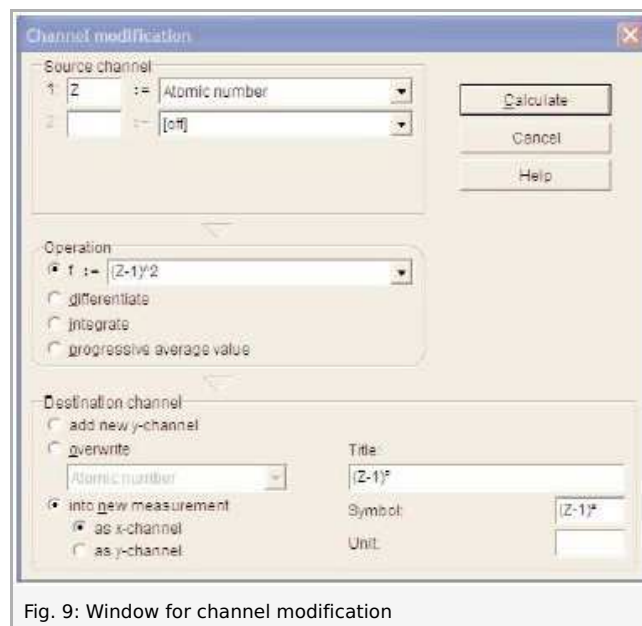 Channel modification
Source channel
1 Z := Atomic number
2 := [off]
Calculate
Cancel
Help
Operation
f := (Z-1)^2
differentiate
integrate
progressive average value
Destination channel
add new y-channel
overwrite
Atomic number
into new measurement
as x-channel
as y-channel
Title:
(Z-1)²
Symbol:
(Z-1)²
Unit:
Fig. 9: Window for channel modification